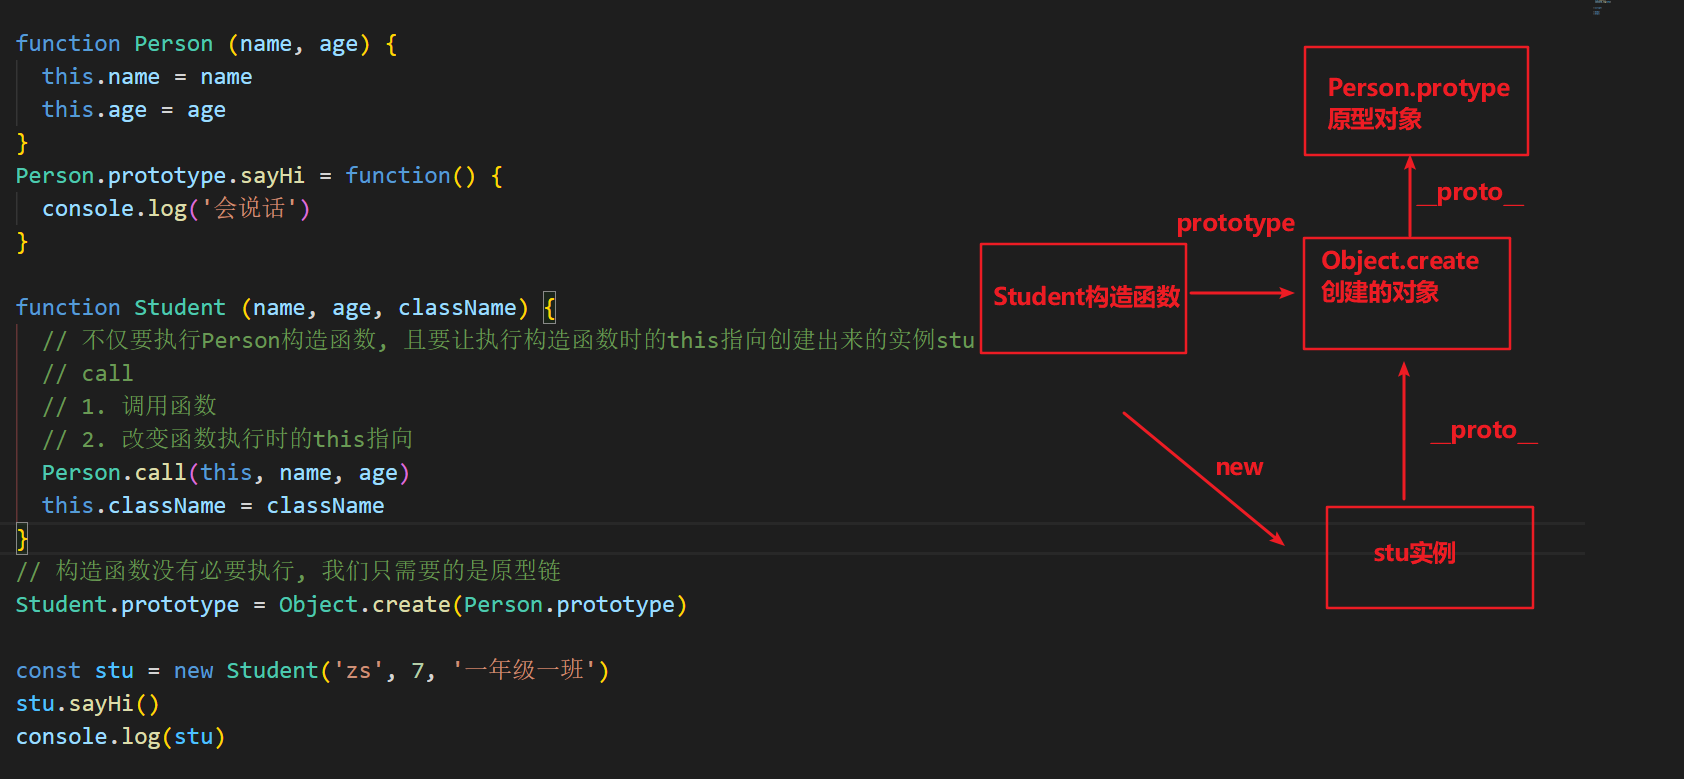 function Person (name, age) {
  this.name = name
  this.age = age
}
Person.prototype.sayHi = function() {
  console.log('会说话')
}
function Student (name, age, className) {
  // 不仅要执行Person构造函数, 且要让执行构造函数时的this指向创建出来的实例stu
  // call
  // 1. 调用函数
  // 2. 改变函数执行时的this指向
  Person.call(this, name, age)
  this.className = className
}
// 构造函数没有必要执行, 我们只需要的是原型链
Student.prototype = Object.create(Person.prototype)
const stu = new Student('zs', 7, '一年级一班')
stu.sayHi()
console.log(stu)
Person.protype
原型对象
__proto__
prototype
Student构造函数
Object.create
创建的对象
__proto__
new
stu实例